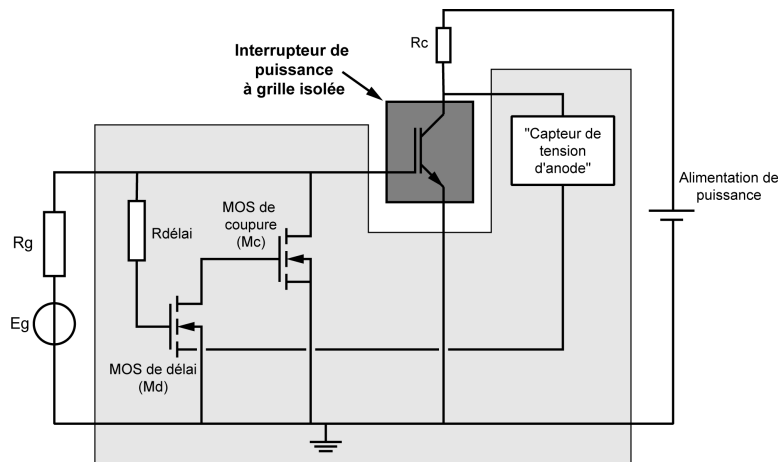 Rc
Interrupteur de
puissance
à grille isolée
"Capteur de
tension
d'anode"
Alimentation de
puissance
MOS de
coupure
(Mc)
Rdélai
Rg
Eg
MOS de délai
(Md)